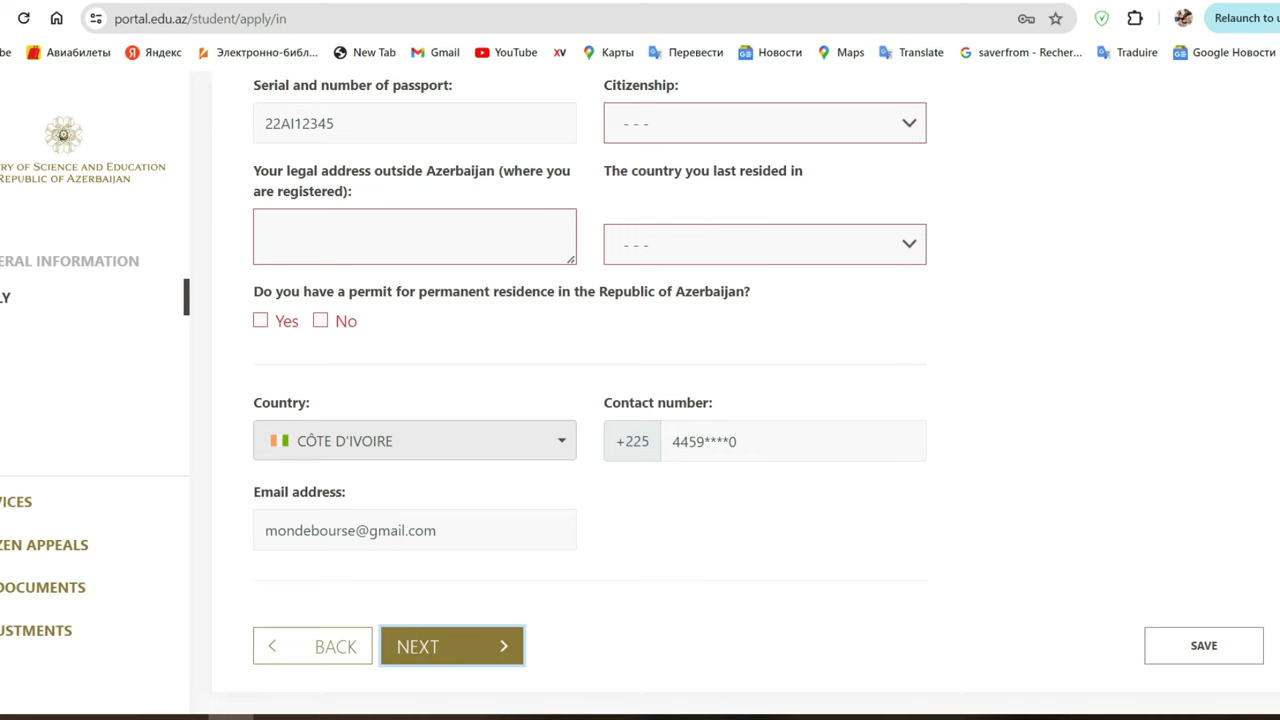 portal.edu.az/student/apply/in
Relaunch to u
be Авиабилеты Яндекс Электронно-библ... New Tab Gmail YouTube XV Карты Перевести Новости Maps Translate saverfrom - Recher... Traduire Google Новости
Serial and number of passport:
Citizenship:
22AI12345
- - -
RY OF SCIENCE AND EDUCATION
REPUBLIC OF AZERBAIJAN
Your legal address outside Azerbaijan (where you
are registered):
The country you last resided in
- - -
ERAL INFORMATION
LY
Do you have a permit for permanent residence in the Republic of Azerbaijan?
Yes No
Country:
Contact number:
CÔTE D'IVOIRE
+225 4459****0
Email address:
mondebourse@gmail.com
VICES
ZEN APPEALS
DOCUMENTS
USTMENTS
BACK
NEXT
SAVE